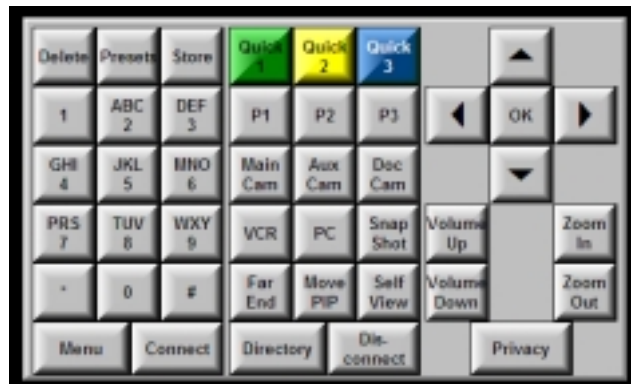 Delete Presets Store Quick 1 Quick 2 Quick 3
1 ABC 2 DEF 3 P1 P2 P3 OK
GHI 4 JKL 5 MNO 6 Main Cam Aux Cam Doc Cam
PRS 7 TUV 8 WXY 9 VCR PC Snap Shot Volume Up Zoom In
* 0 # Far End Move PIP Self View Volume Down Zoom Out
Menu Connect Directory Dis- connect Privacy